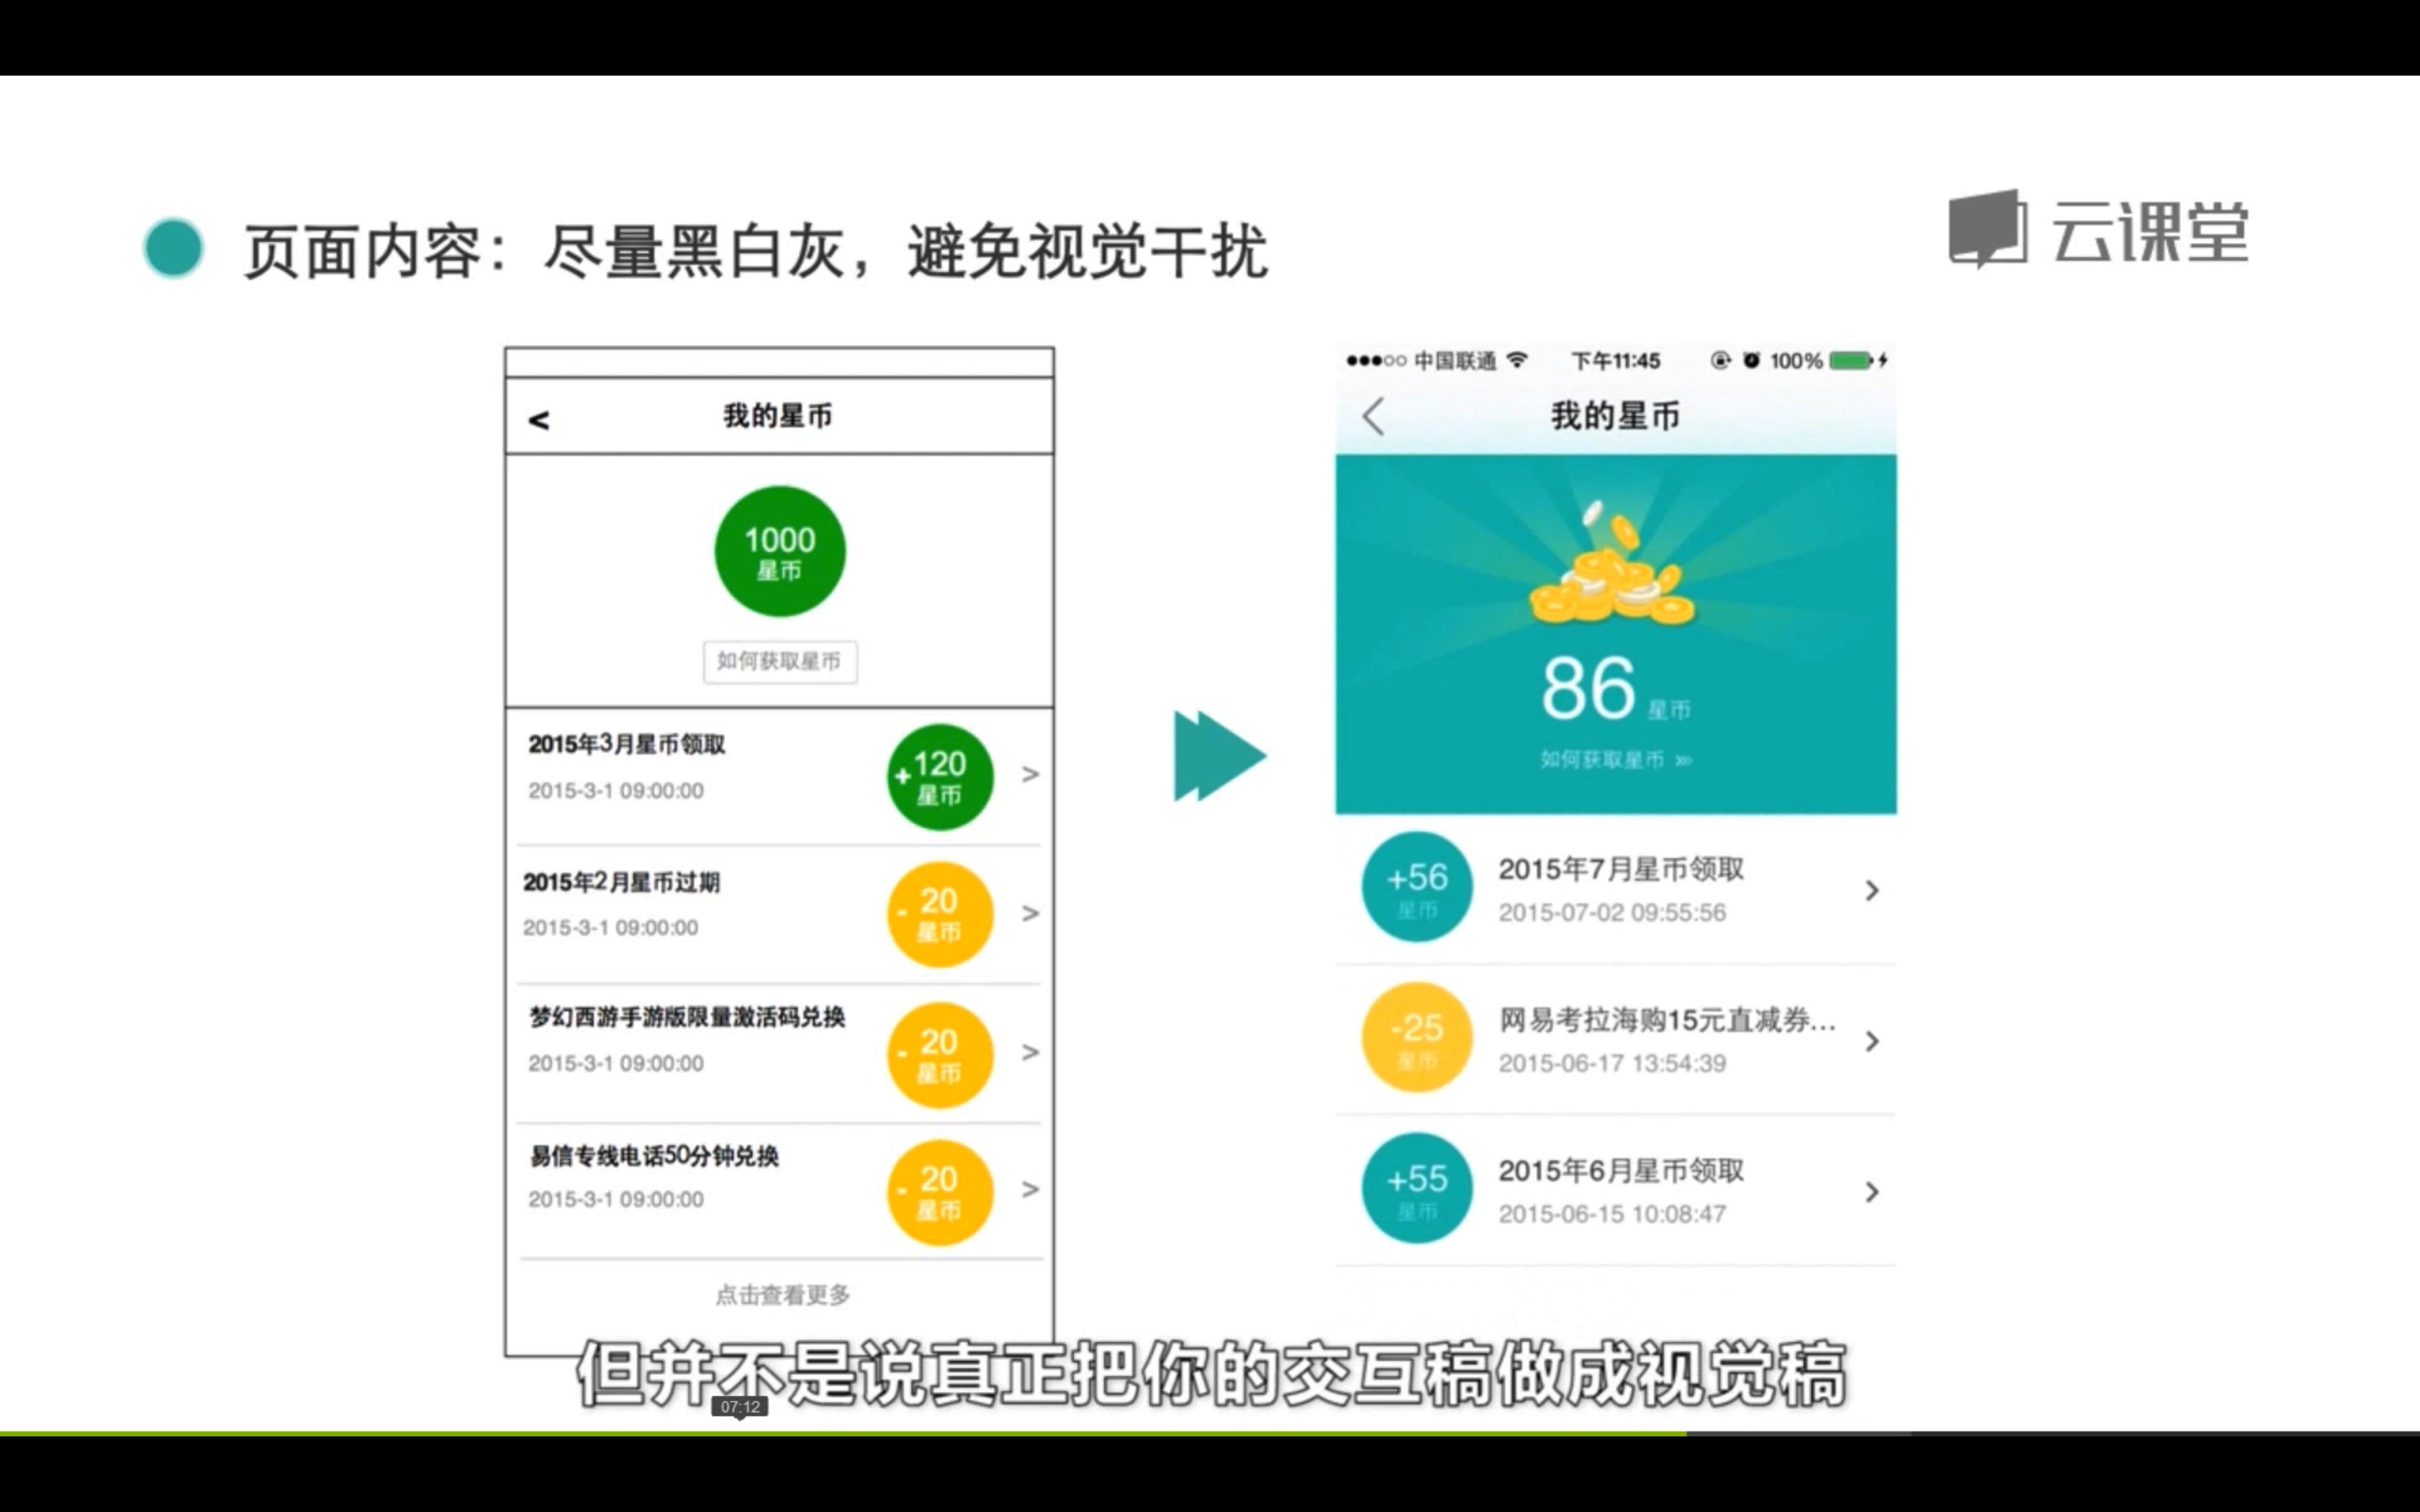 页面内容：尽量黑白灰，避免视觉干扰
云课堂
< 我的星币
1000
星币
如何获取星币
2015年3月星币领取
2015-3-1 09:00:00
+120
星币
>
2015年2月星币过期
2015-3-1 09:00:00
- 20
星币
>
梦幻西游手游版限量激活码兑换
2015-3-1 09:00:00
- 20
星币
>
易信专线电话50分钟兑换
2015-3-1 09:00:00
- 20
星币
>
点击查看更多
中国联通 下午11:45 100%
我的星币
86 星币
如何获取星币 »»
+56
星币
2015年7月星币领取
2015-07-02 09:55:56
-25
星币
网易考拉海购15元直减券...
2015-06-17 13:54:39
+55
星币
2015年6月星币领取
2015-06-15 10:08:47
但并不是说真正把你的交互稿做成视觉稿
07:12